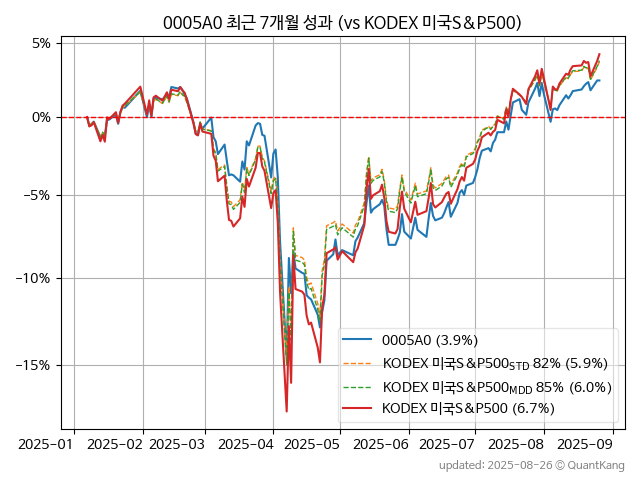 0005A0 최근 7개월 성과 (vs KODEX 미국S&P500)
5%
0%
−5%
−10%
−15%
0005A0 (3.9%)
KODEX 미국S&P500STD 82% (5.9%)
KODEX 미국S&P500MDD 85% (6.0%)
KODEX 미국S&P500 (6.7%)
2025-01 2025-02 2025-03 2025-04 2025-05 2025-06 2025-07 2025-08 2025-09
updated: 2025-08-26 © QuantKang